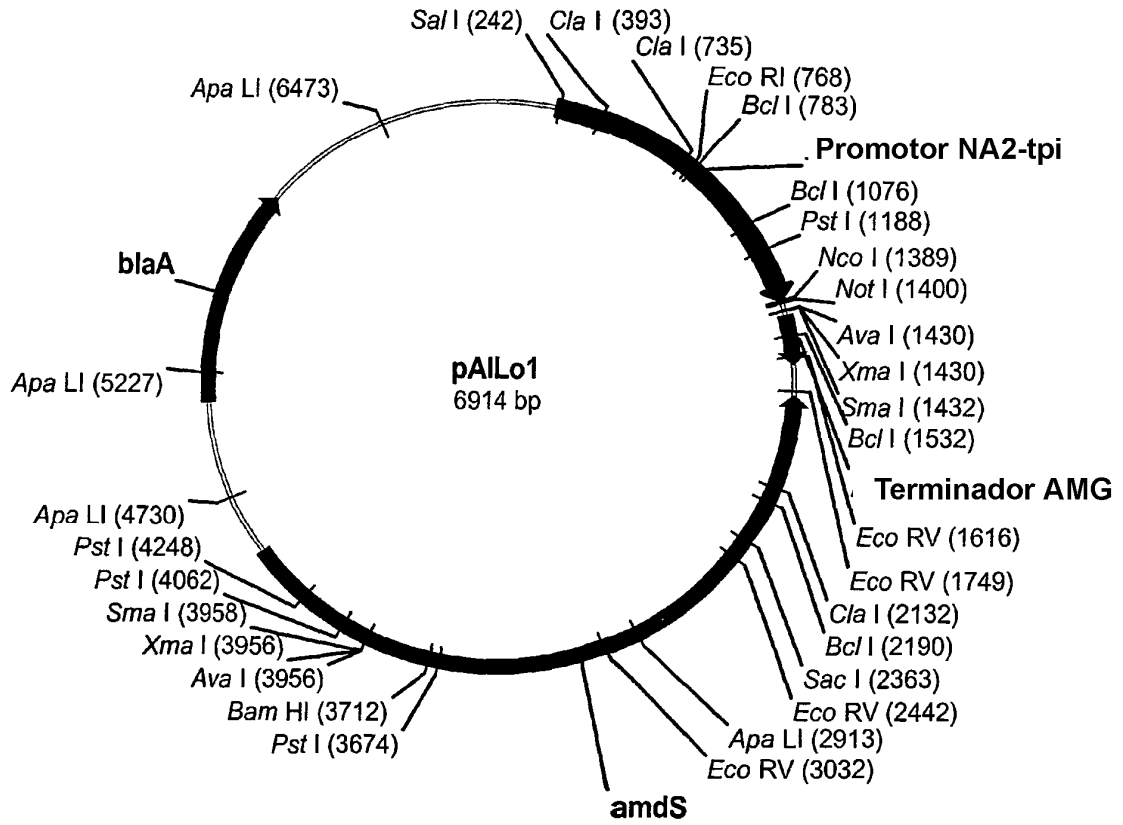 Sal I (242)
Cla I (393)
Cla I (735)
Eco RI (768)
Bcl I (783)
Promotor NA2-tpi
Bcl I (1076)
Pst I (1188)
Nco I (1389)
Not I (1400)
Ava I (1430)
Xma I (1430)
Sma I (1432)
Bcl I (1532)
Terminador AMG
Eco RV (1616)
Eco RV (1749)
Cla I (2132)
Bcl I (2190)
Sac I (2363)
Eco RV (2442)
Apa LI (2913)
Eco RV (3032)
amdS
Pst I (3674)
Bam HI (3712)
Ava I (3956)
Xma I (3956)
Sma I (3958)
Pst I (4062)
Pst I (4248)
Apa LI (4730)
Apa LI (5227)
blaA
Apa LI (6473)
pAILo1
6914 bp